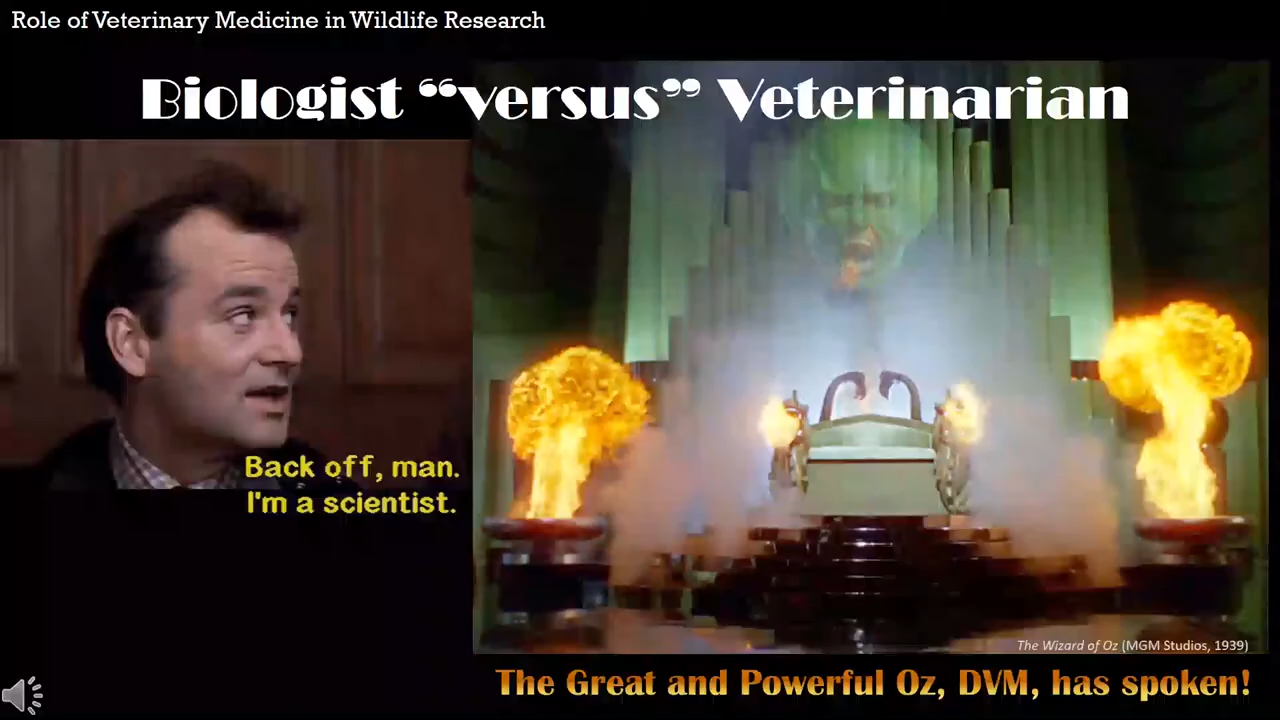 Role of Veterinary Medicine in Wildlife Research
Biologist “versus” Veterinarian
Back off, man.
I'm a scientist.
The Wizard of Oz (MGM Studios, 1939)
The Great and Powerful Oz, DVM, has spoken!